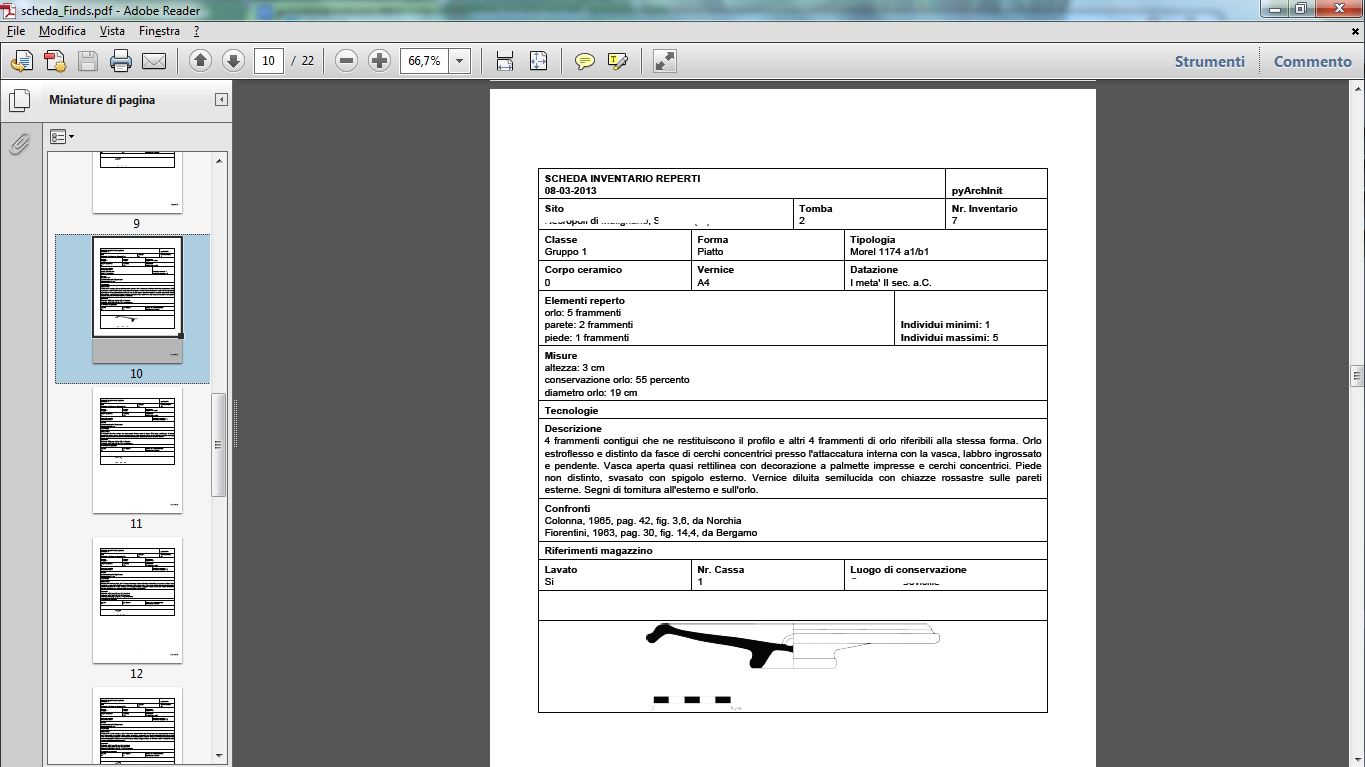 scheda_Finds.pdf - Adobe Reader
File Modifica Vista Finestra ?
10 / 22 66,7% Strumenti Commento
Miniature di pagina
9
10
11
12
SCHEDA INVENTARIO REPERTI
08-03-2013 pyArchInit
Sito Tomba Nr. Inventario
di 2 7
Classe Forma Tipologia
Gruppo 1 Piatto Morel 1174 a1/b1
Corpo ceramico Vernice Datazione
0 A4 I meta' II sec. a.C.
Elementi reperto
orlo: 5 frammenti
parete: 2 frammenti Individui minimi: 1
piede: 1 frammenti Individui massimi: 5
Misure
altezza: 3 cm
conservazione orlo: 55 percento
diametro orlo: 19 cm
Tecnologie
Descrizione
4 frammenti contigui che ne restituiscono il profilo e altri 4 frammenti di orlo riferibili alla stessa forma. Orlo
estroflesso e distinto da fasce di cerchi concentrici presso l'attaccatura interna con la vasca, labbro ingrossato
e pendente. Vasca aperta quasi rettilinea con decorazione a palmette impresse e cerchi concentrici. Piede
non distinto, svasato con spigolo esterno. Vernice diluita semilucida con chiazze rossastre sulle pareti
esterne. Segni di tornitura all'esterno e sull'orlo.
Confronti
Colonna, 1965, pag. 42, fig. 3,6, da Norchia
Fiorentini, 1963, pag. 30, fig. 14,4, da Bergamo
Riferimenti magazzino
Lavato Nr. Cassa Luogo di conservazione
Si 1